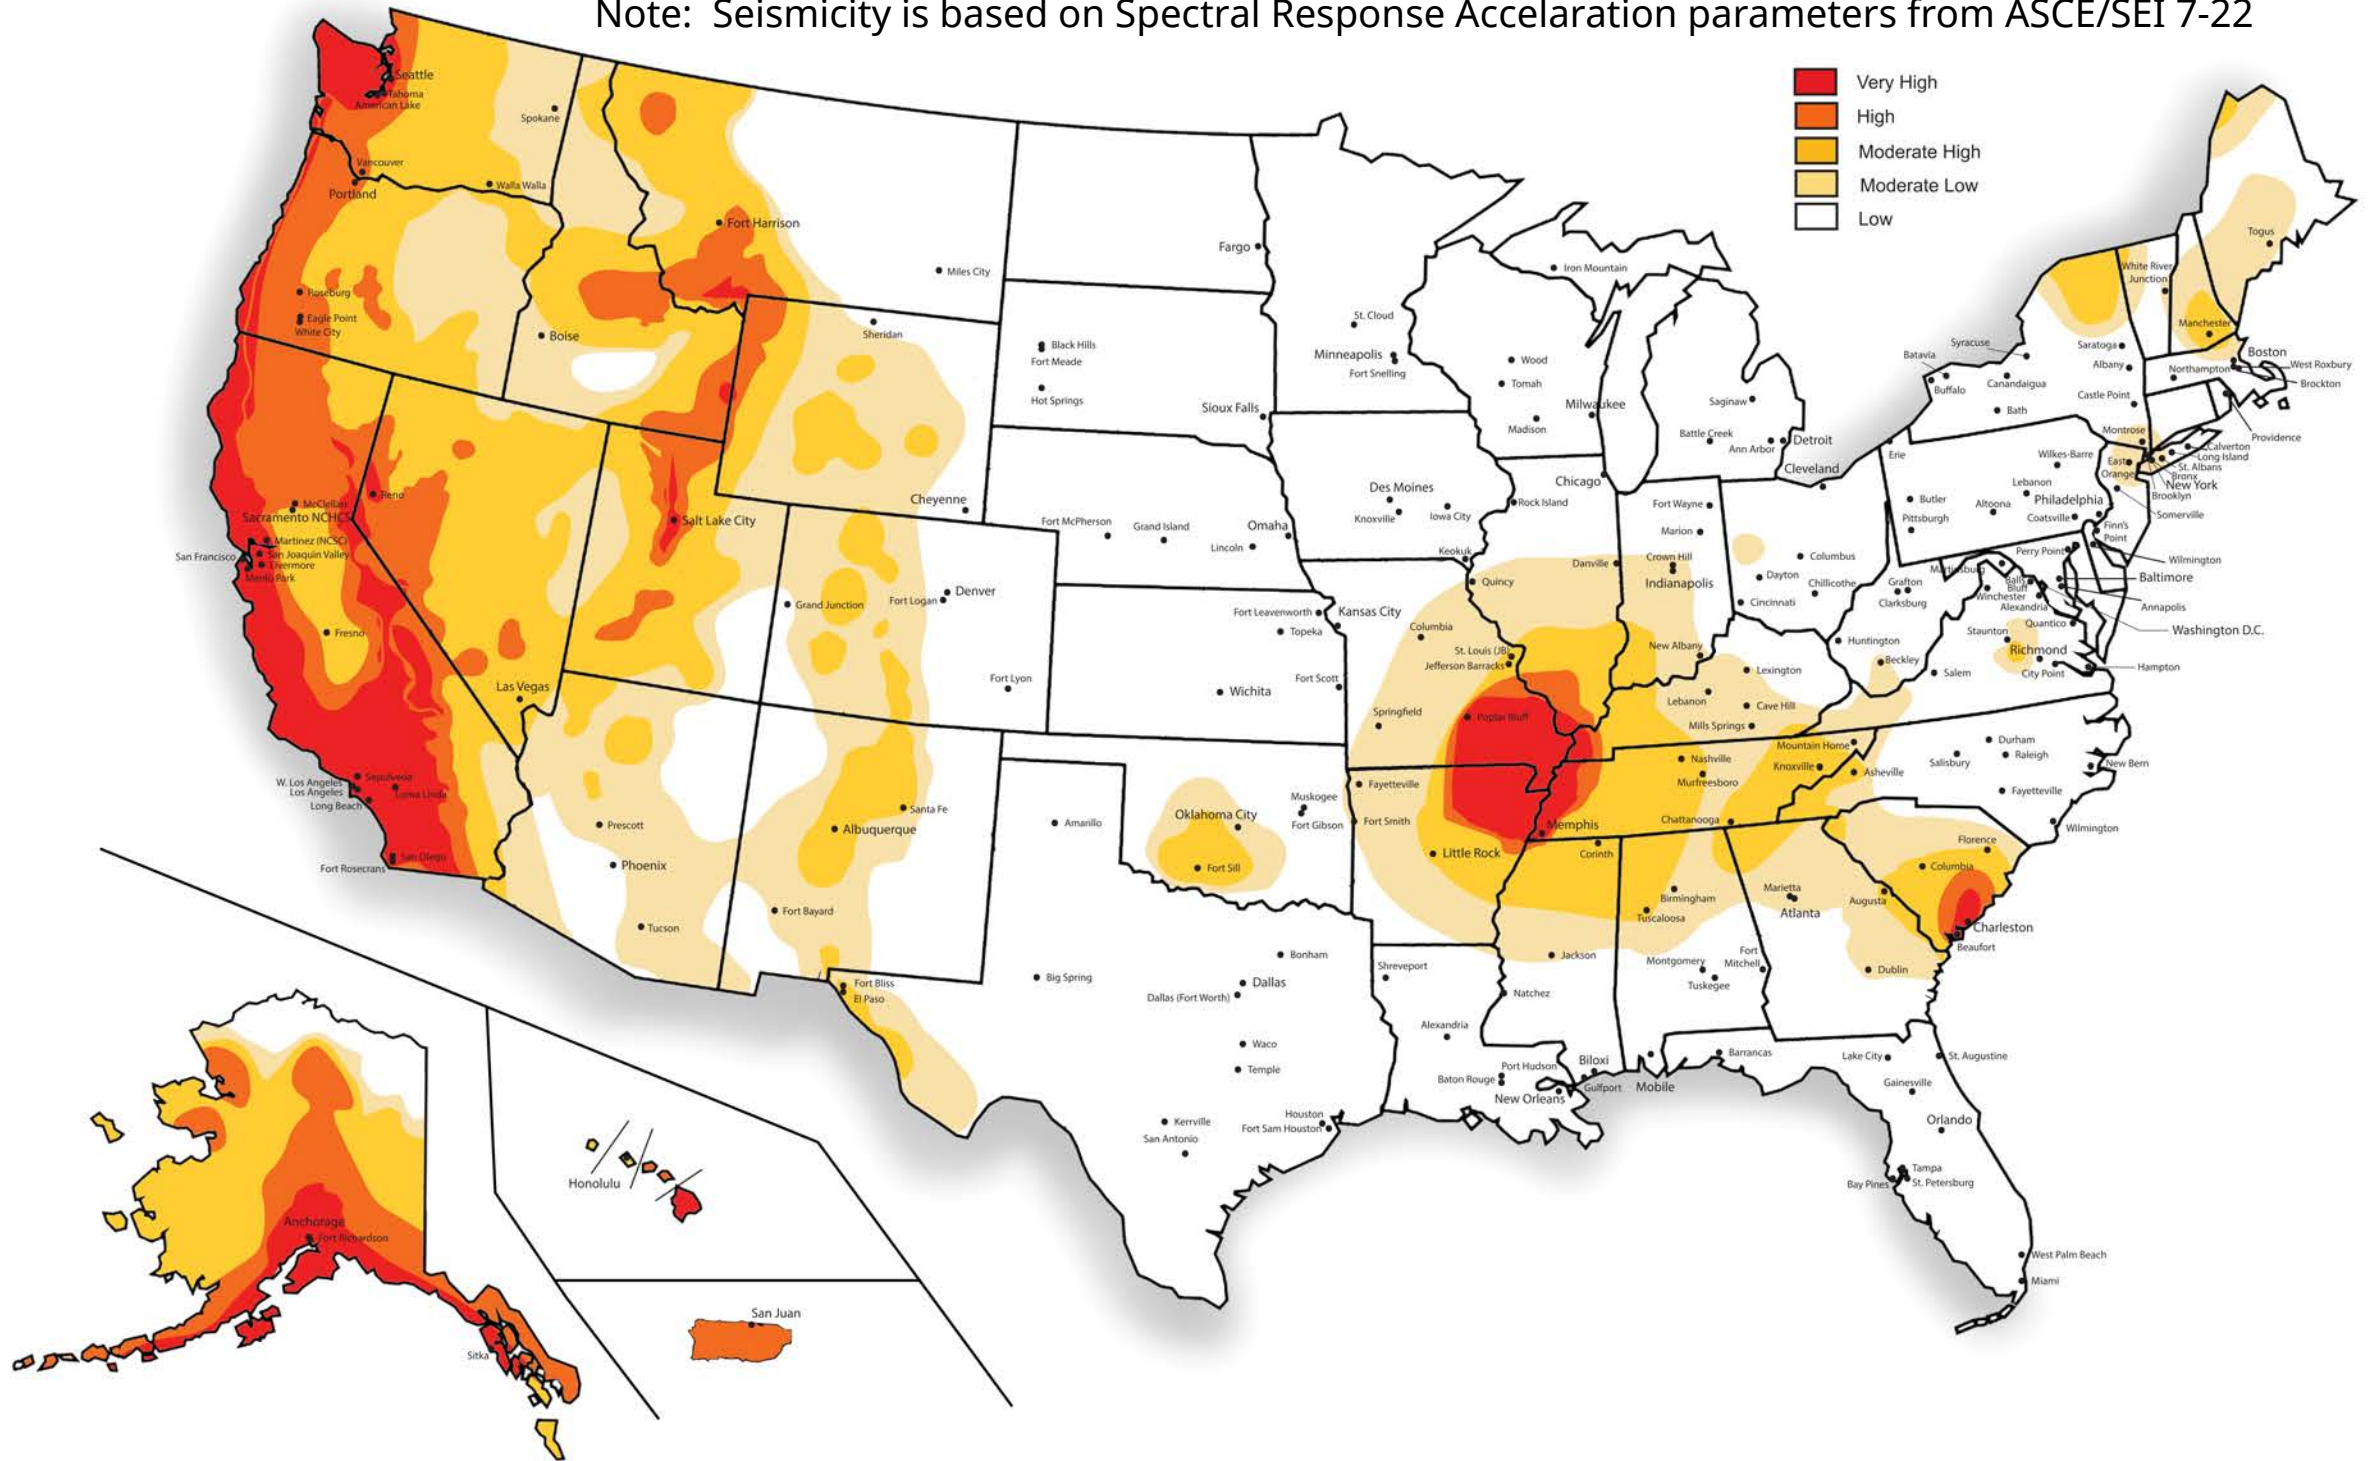 Note: Seismicity is based on Spectral Response Accelaration parameters from ASCE/SEI 7-22
Very High
High
Moderate High
Moderate Low
Low
Seattle
Tahoma
American Lake
Spokane
Vancouver
Portland
Walla Walla
Roseburg
Eagle Point
White City
Boise
Fort Harrison
Miles City
Sheridan
Cheyenne
Fargo
Black Hills
Fort Meade
Hot Springs
Sioux Falls
St. Cloud
Minneapolis
Fort Snelling
Iron Mountain
Wood
Tomah
Madison
Milwaukee
Saginaw
Battle Creek
Ann Arbor
Detroit
Cleveland
Chicago
Rock Island
Des Moines
Knoxville
Iowa City
Keokuk
Fort McPherson
Grand Island
Omaha
Lincoln
Reno
McClellan
Sacramento NCHCS
Martinez (NCSC)
San Francisco
San Joaquin Valley
Livermore
Menlo Park
Fresno
Las Vegas
Salt Lake City
Grand Junction
Denver
Fort Logan
Fort Lyon
Fort Leavenworth
Kansas City
Topeka
Wichita
Fort Scott
Quincy
Columbia
St. Louis (JB)
Jefferson Barracks
Springfield
Poplar Bluff
Danville
Fort Wayne
Marion
Crown Hill
Indianapolis
New Albany
Columbus
Dayton
Chillicothe
Cincinnati
Lexington
Lebanon
Cave Hill
Mills Springs
Huntington
Beckley
Grafton
Clarksburg
Martinsburg
Winchester
Balls
Bluff
Alexandria
Quantico
Staunton
Richmond
City Point
Salem
Hampton
Washington D.C.
Annapolis
Baltimore
Wilmington
Perry Point
Finn's
Point
Coatsville
Philadelphia
Lebanon
Altoona
Pittsburgh
Butler
Erie
Wilkes-Barre
Somerville
East
Orange
Brooklyn
New York
Bronx
St. Albans
Long Island
Calverton
Montrose
Castle Point
Albany
Saratoga
Syracuse
Batavia
Buffalo
Canandaigua
Bath
Northampton
Providence
Brockton
West Roxbury
Boston
Manchester
White River
Junction
Togus
W. Los Angeles
Los Angeles
Long Beach
Sepulveda
Loma Linda
San Diego
Fort Rosecrans
Prescott
Phoenix
Tucson
Albuquerque
Santa Fe
Fort Bayard
Fort Bliss
El Paso
Amarillo
Big Spring
Oklahoma City
Fort Sill
Muskogee
Fort Gibson
Fayetteville
Fort Smith
Little Rock
Memphis
Corinth
Nashville
Murfreesboro
Chattanooga
Knoxville
Mountain Home
Asheville
Salisbury
Durham
Raleigh
Fayetteville
New Bern
Wilmington
Florence
Columbia
Charleston
Beaufort
Augusta
Marietta
Atlanta
Dublin
Birmingham
Tuscaloosa
Montgomery
Fort
Mitchell
Tuskegee
Jackson
Natchez
Shreveport
Alexandria
Port Hudson
Baton Rouge
New Orleans
Biloxi
Gulfport
Mobile
Barrancas
Bonham
Dallas
Dallas (Fort Worth)
Waco
Temple
Kerrville
San Antonio
Houston
Fort Sam Houston
Lake City
St. Augustine
Gainesville
Orlando
Tampa
Bay Pines
St. Petersburg
West Palm Beach
Miami
Anchorage
Fort Richardson
Sitka
Honolulu
San Juan